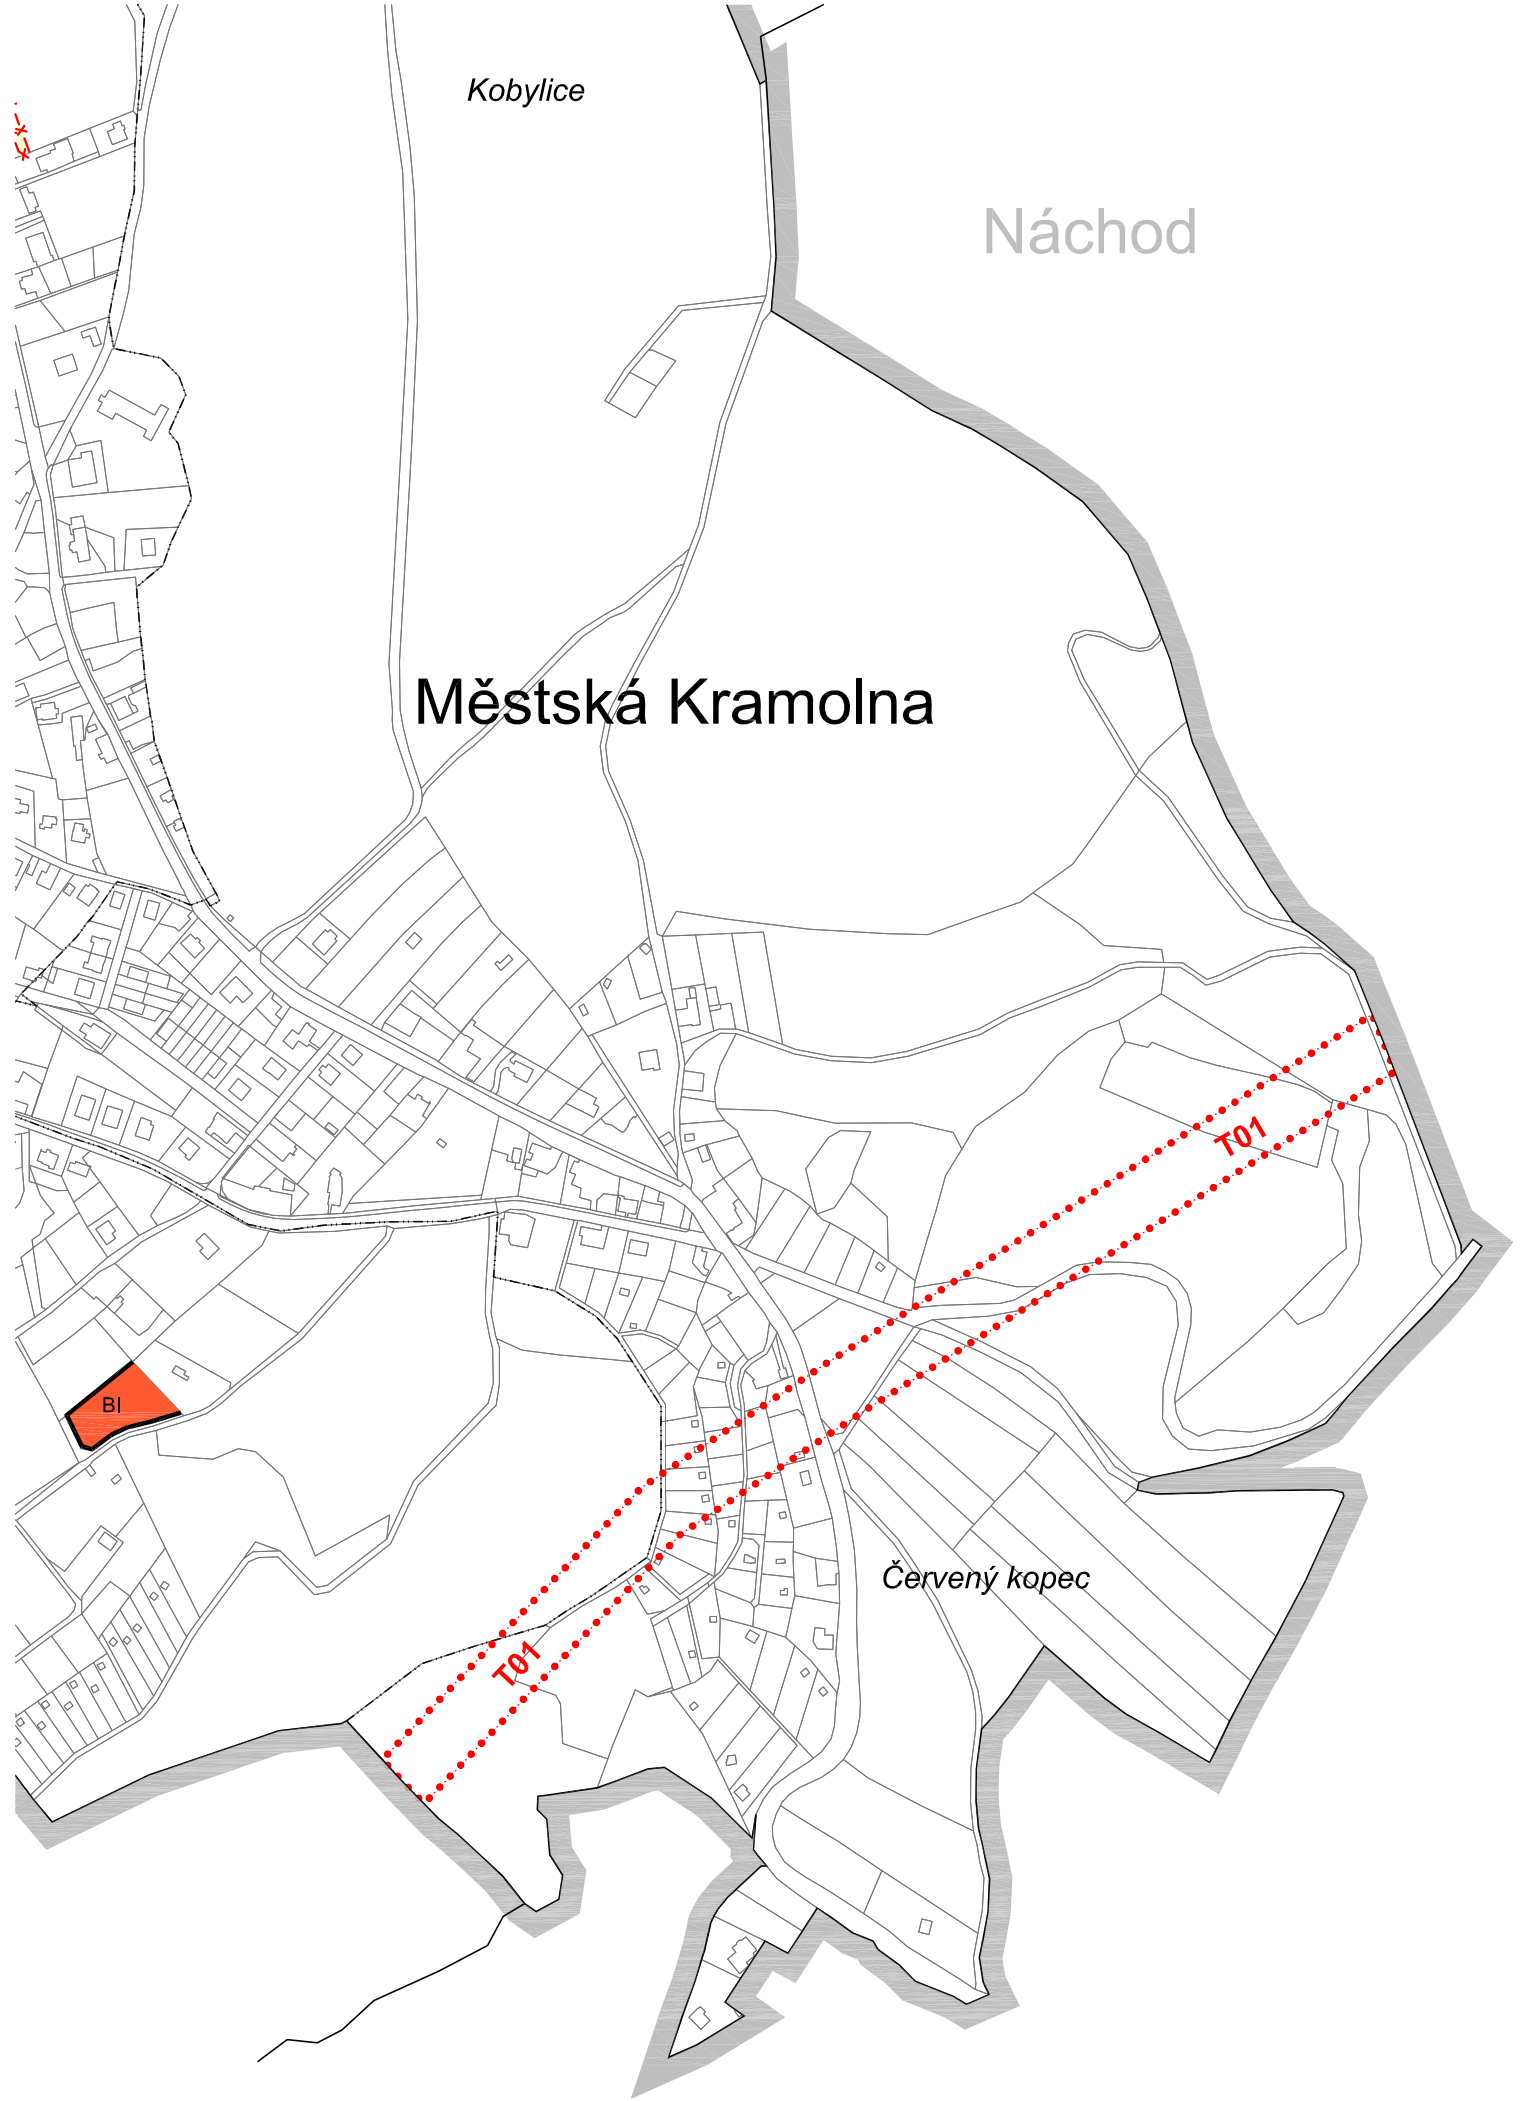 Kobylice
Náchod
Městská Kramolna
T01
BI
Červený kopec
T01